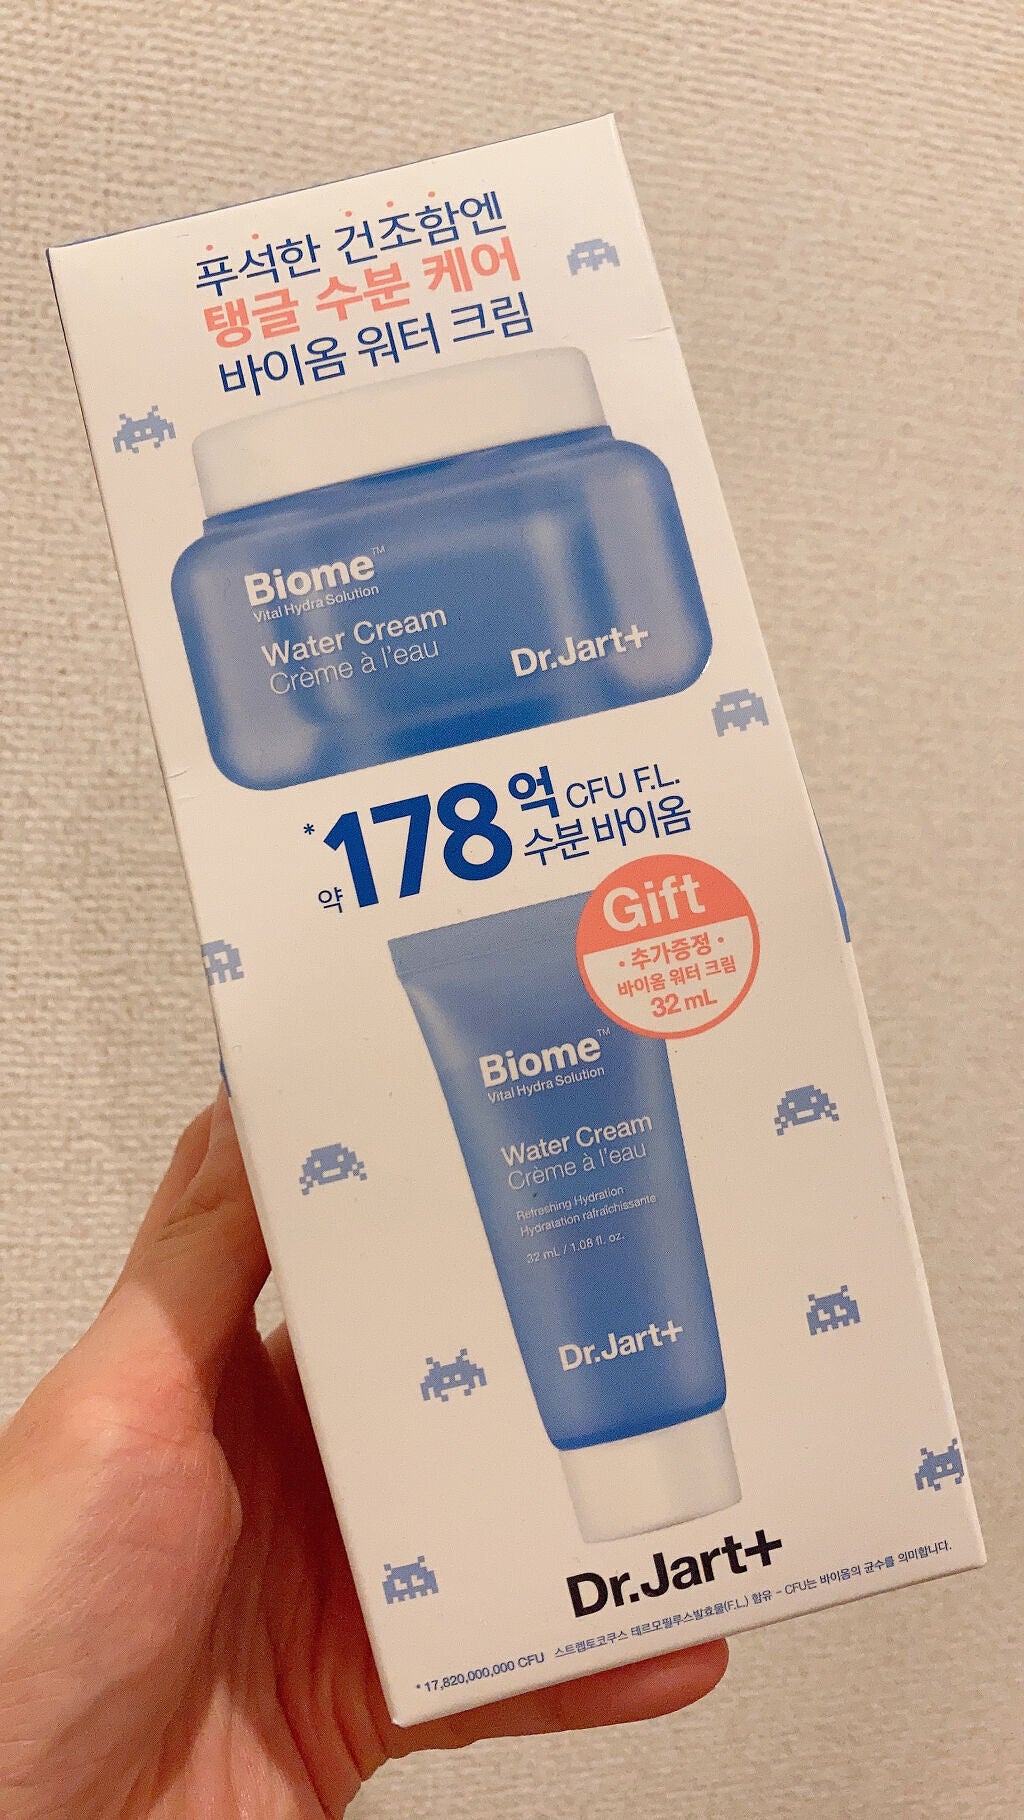 푸석한 건조함엔
탱글 수분 케어
바이옴 워터 크림
Biome™
Vital Hydra Solution
Water Cream
Crème à l'eau
Dr.Jart+
*약178억 CFU F.L.
수분 바이옴
Gift
• 추가증정 •
바이옴 워터 크림
32 mL
Biome™
Vital Hydra Solution
Water Cream
Crème à l'eau
Refreshing Hydration
Hydratation rafraîchissante
32 mL / 1.08 fl. oz.
Dr.Jart+
Dr.Jart+
* 17,820,000,000 CFU 스트렙토코쿠스 테르모필루스발효물(F.L.) 함유 - CFU는 바이옴의 균수를 의미합니다.